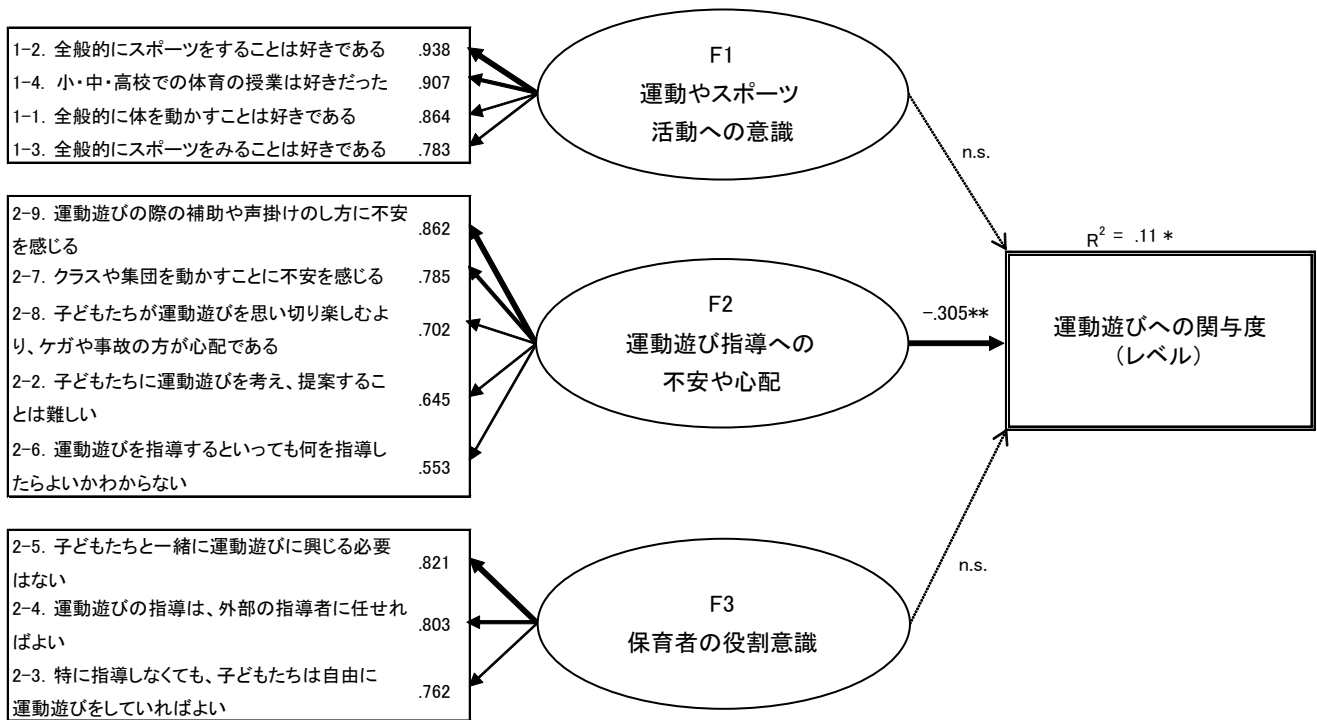 1-2. 全般的にスポーツをすることは好きである .938
1-4. 小・中・高校での体育の授業は好きだった .907
1-1. 全般的に体を動かすことは好きである .864
1-3. 全般的にスポーツをみることは好きである .783
F1
運動やスポーツ
活動への意識
n.s.
2-9. 運動遊びの際の補助や声掛けのし方に不安
を感じる
.862
2-7. クラスや集団を動かすことに不安を感じる .785
2-8. 子どもたちが運動遊びを思い切り楽しむよ
り、ケガや事故の方が心配である
.702
2-2. 子どもたちに運動遊びを考え、提案するこ
とは難しい
.645
2-6. 運動遊びを指導するといっても何を指導し
たらよいかわからない
.553
F2
運動遊び指導への
不安や心配
-.305**
R² = .11 *
運動遊びへの関与度
(レベル)
2-5. 子どもたちと一緒に運動遊びに興じる必要
はない
.821
2-4. 運動遊びの指導は、外部の指導者に任せれ
ばよい
.803
2-3. 特に指導しなくても、子どもたちは自由に
運動遊びをしていればよい
.762
F3
保育者の役割意識
n.s.